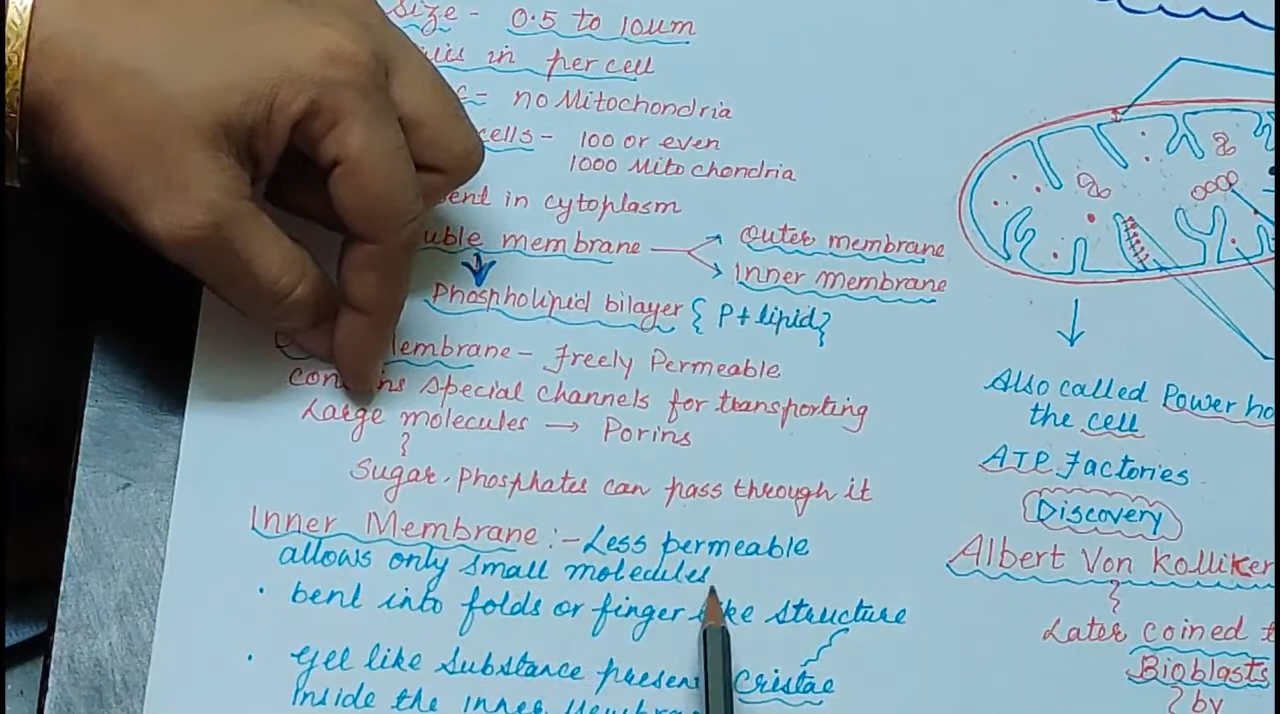 Size - 0.5 to 10um
in per cell
= no Mitochondria
cells - 100 or even
1000 Mitochondria
in cytoplasm
membrane → Outer membrane
→ Inner membrane
Phospholipid bilayer { P + lipid }
Membrane - Freely Permeable
special channels for transporting
Large molecules → Porins
Sugar, Phosphates can pass through it
Inner Membrane :- Less permeable
allows only small molecules
• bent into folds or finger structure
• gel like substance Cristae
inside the inner
Also called Power
the cell
ATP Factories
Discovery
Albert Von Kolliker
Later coined
Bioblasts
by